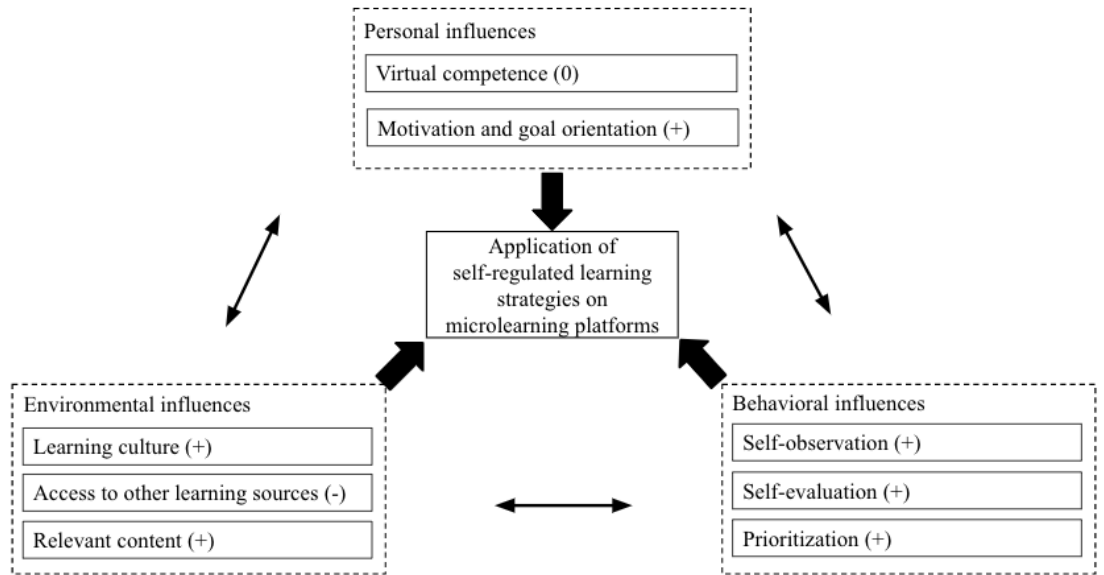 Personal influences
Virtual competence (0)
Motivation and goal orientation (+)
Application of
self-regulated learning
strategies on
microlearning platforms
Environmental influences
Learning culture (+)
Access to other learning sources (-)
Relevant content (+)
Behavioral influences
Self-observation (+)
Self-evaluation (+)
Prioritization (+)